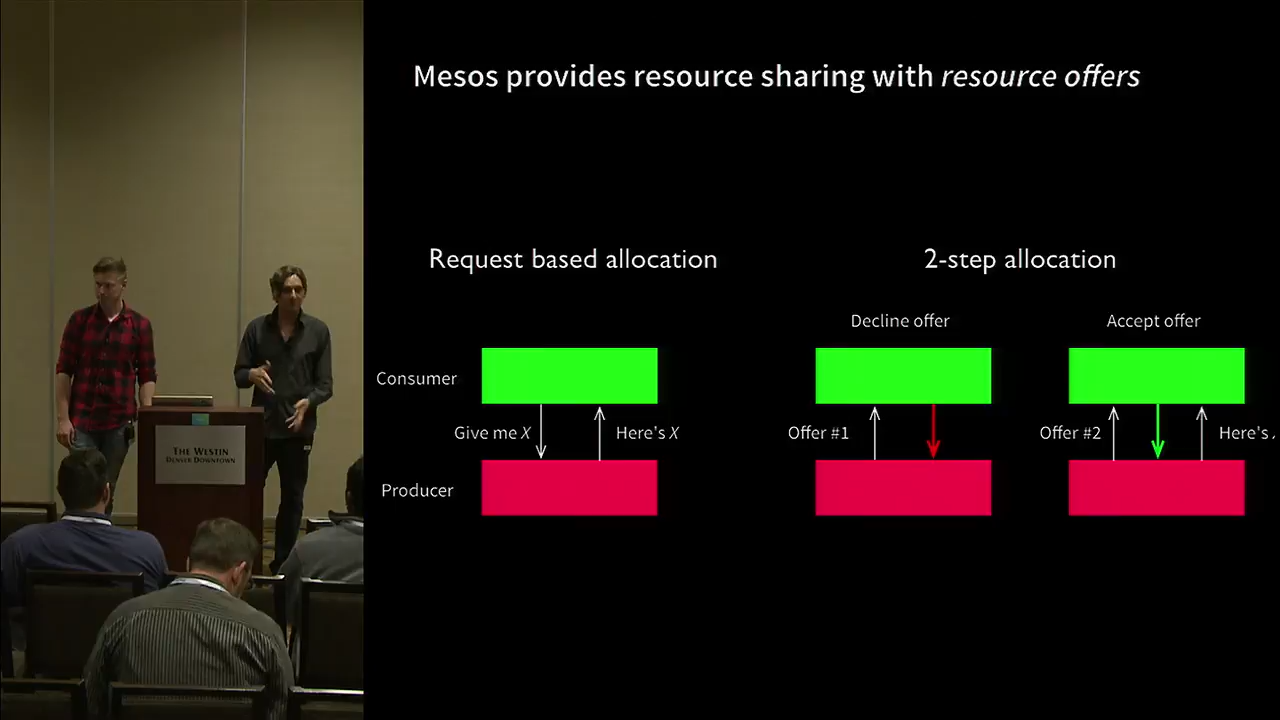 Mesos provides resource sharing with resource offers
Request based allocation
2-step allocation
Decline offer
Accept offer
Consumer
Give me X
Here's X
Offer #1
Offer #2
Here's
Producer
THE WESTIN
DENVER DOWNTOWN